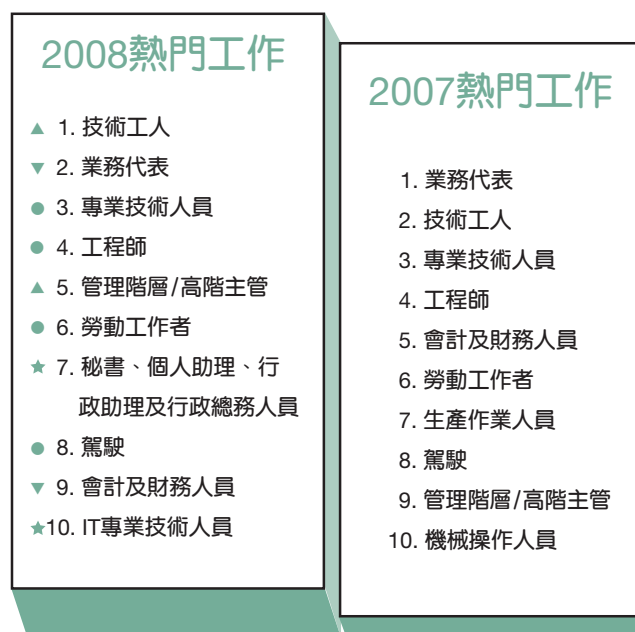 2008熱門工作
▲ 1. 技術工人
▼ 2. 業務代表
● 3. 專業技術人員
● 4. 工程師
▲ 5. 管理階層/高階主管
● 6. 勞動工作者
★ 7. 秘書、個人助理、行
政助理及行政總務人員
● 8. 駕駛
▼ 9. 會計及財務人員
★10. IT專業技術人員
2007熱門工作
1. 業務代表
2. 技術工人
3. 專業技術人員
4. 工程師
5. 會計及財務人員
6. 勞動工作者
7. 生產作業人員
8. 駕駛
9. 管理階層/高階主管
10. 機械操作人員